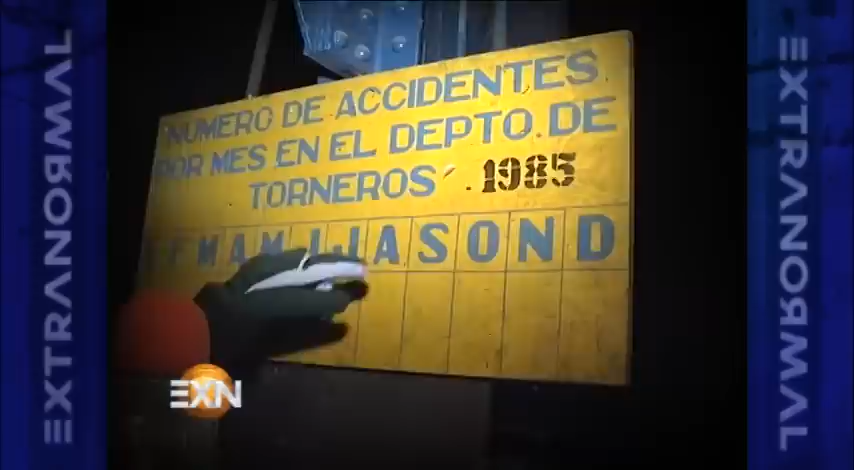 NUMERO DE ACCIDENTES
POR MES EN EL DEPTO. DE
TORNEROS. 1985
E F M A M J J A S O N D
EXN
EXTRANORMAL
EXTRANORMAL